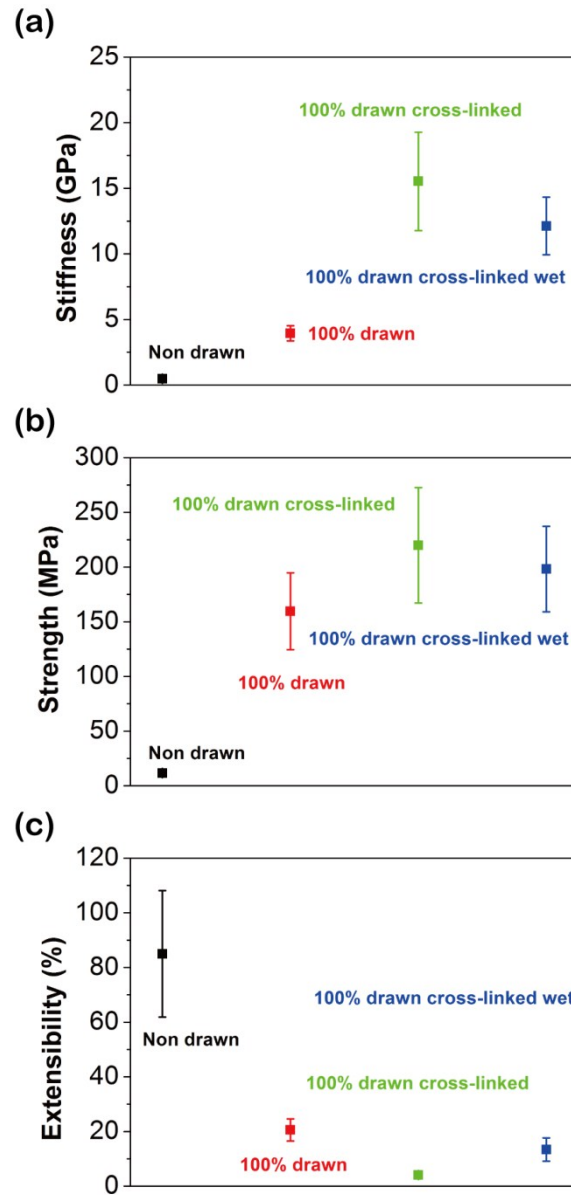 (a)
25
20
15
10
5
0
Stiffness (GPa)
100% drawn cross-linked
100% drawn cross-linked wet
100% drawn
Non drawn
(b)
300
250
200
150
100
50
0
Strength (MPa)
100% drawn cross-linked
100% drawn cross-linked wet
100% drawn
Non drawn
(c)
120
100
80
60
40
20
0
Extensibility (%)
100% drawn cross-linked wet
Non drawn
100% drawn cross-linked
100% drawn